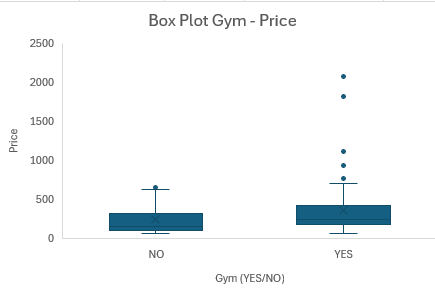 Box Plot Gym - Price
2500
2000
1500
1000
500
0
Price
NO
YES
Gym (YES/NO)